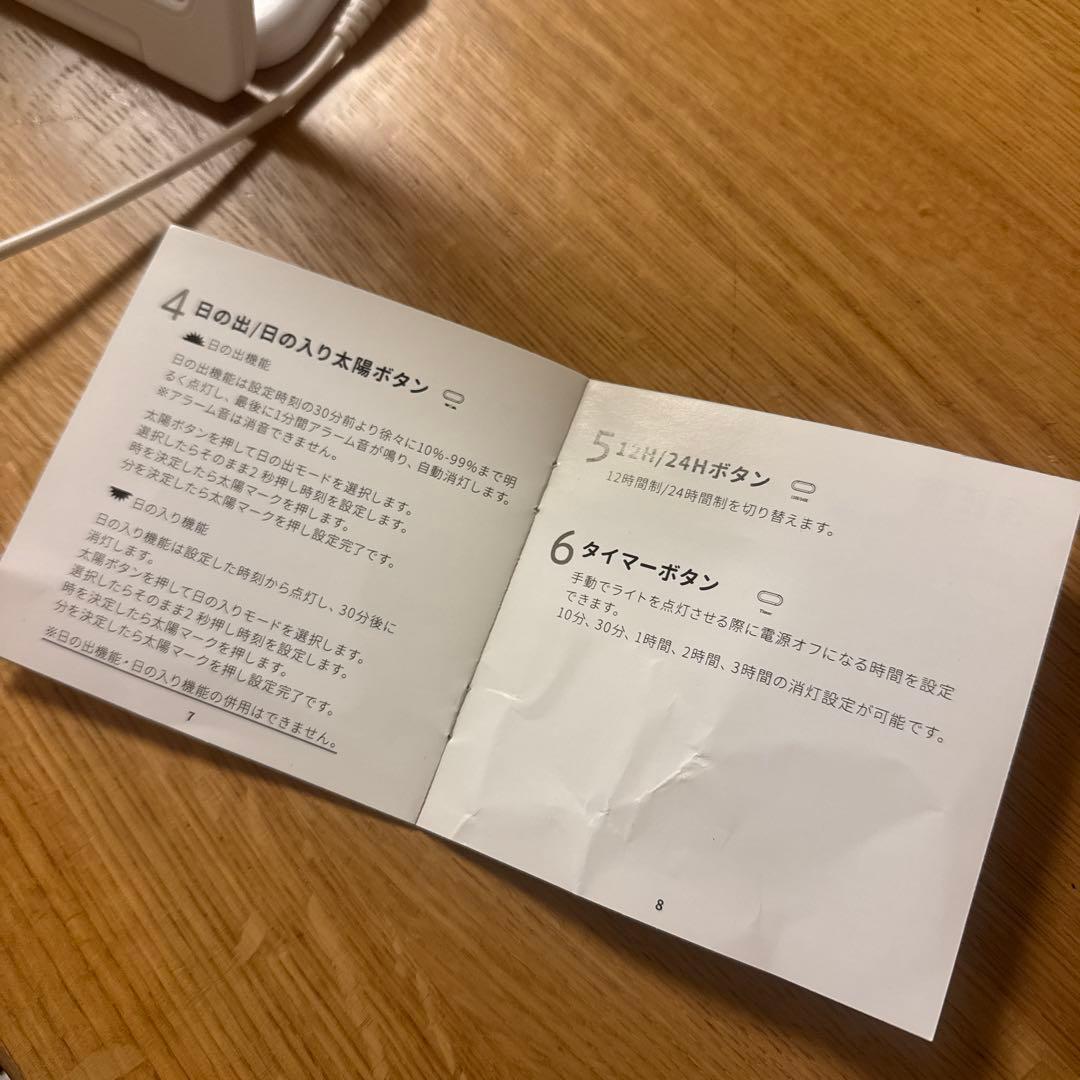 4 日の出/日の入り太陽ボタン
日の出機能
日の出機能は設定時刻の30分前より徐々に10%-99%まで明
るく点灯し、最後に1分間アラーム音が鳴り、自動消灯します。
※アラーム音は消音できません。
太陽ボタンを押して日の出モードを選択します。
選択したらそのまま2 秒押し時刻を設定します。
時を決定したら太陽マークを押します。
分を決定したら太陽マークを押し設定完了です。
日の入り機能
日の入り機能は設定した時刻から点灯し、30分後に
消灯します。
太陽ボタンを押して日の入りモードを選択します。
選択したらそのまま2 秒押し時刻を設定します。
時を決定したら太陽マークを押します。
分を決定したら太陽マークを押し設定完了です。
※日の出機能・日の入り機能の併用はできません。
7
5 12H/24Hボタン
12時間制/24時間制を切り替えます。
6 タイマーボタン
手動でライトを点灯させる際に電源オフになる時間を設定
できます。
10分、30分、1時間、2時間、3時間の消灯設定が可能です。
8